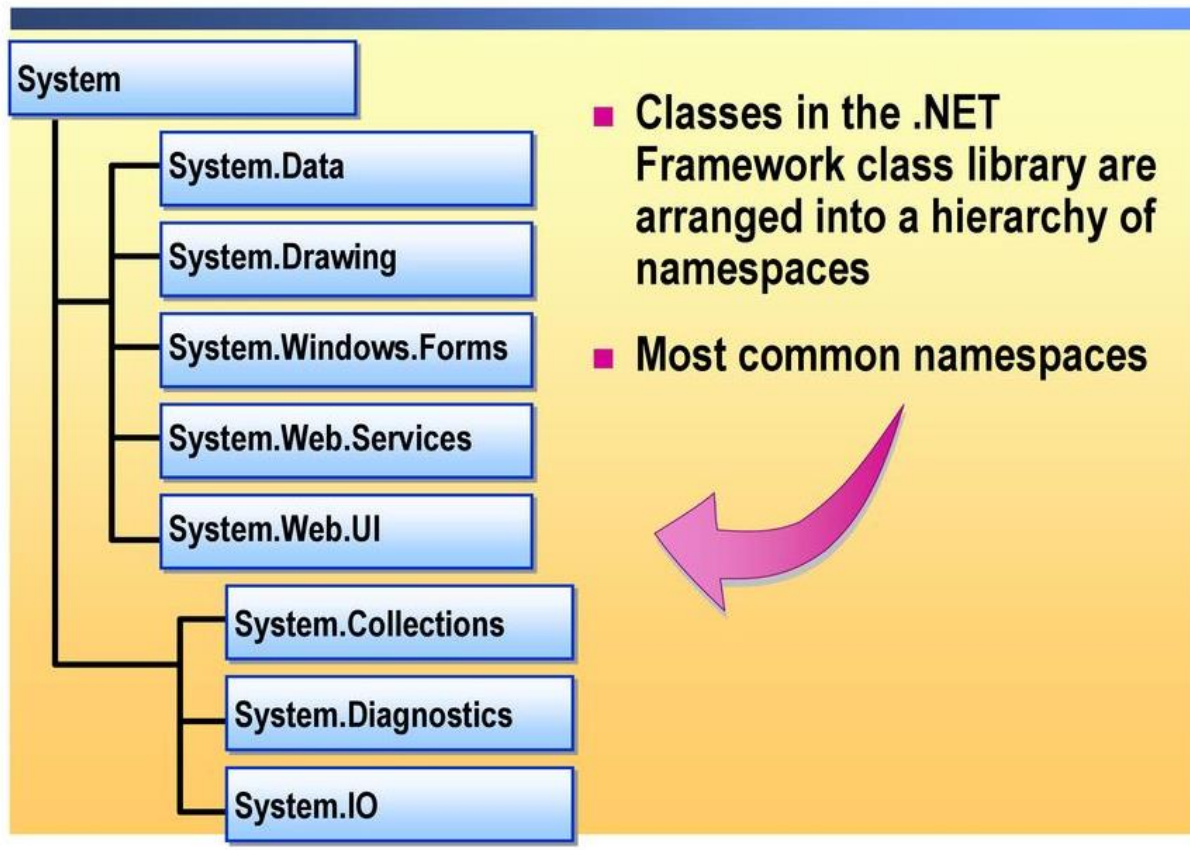 System
System.Data
System.Drawing
System.Windows.Forms
System.Web.Services
System.Web.UI
System.Collections
System.Diagnostics
System.IO
Classes in the .NET
Framework class library are
arranged into a hierarchy of
namespaces
Most common namespaces